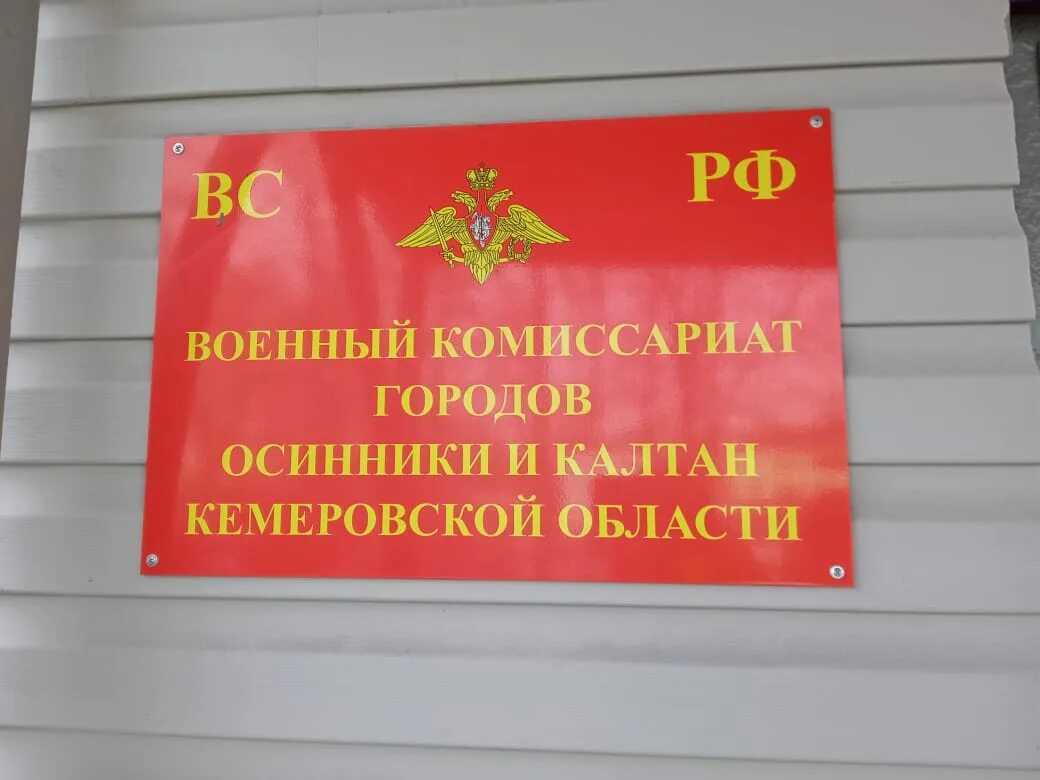 ВС РФ
ВОЕННЫЙ КОМИССАРИАТ
ГОРОДОВ
ОСИННИКИ И КАЛТАН
КЕМЕРОВСКОЙ ОБЛАСТИ